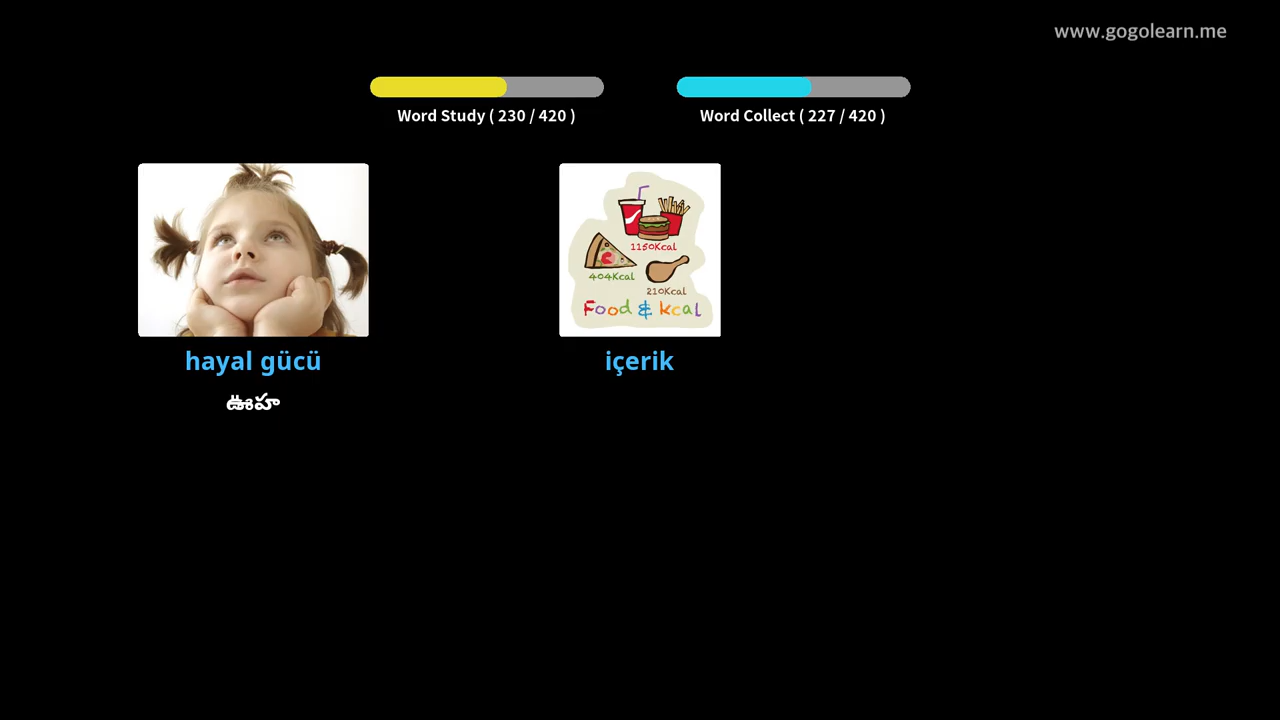 www.gogolearn.me
Word Study ( 230 / 420 )
Word Collect ( 227 / 420 )
1150Kcal
404Kcal
210Kcal
Food & kcal
hayal gücü
içerik
ఊహ